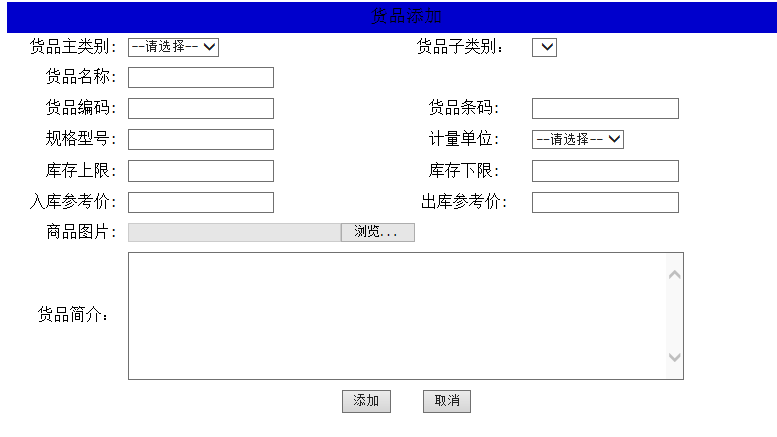 货品添加
货品主类别: --请选择-- 货品子类别:
货品名称:
货品编码: 货品条码:
规格型号: 计量单位: --请选择--
库存上限: 库存下限:
入库参考价: 出库参考价:
商品图片: 浏览...
货品简介:
添加 取消